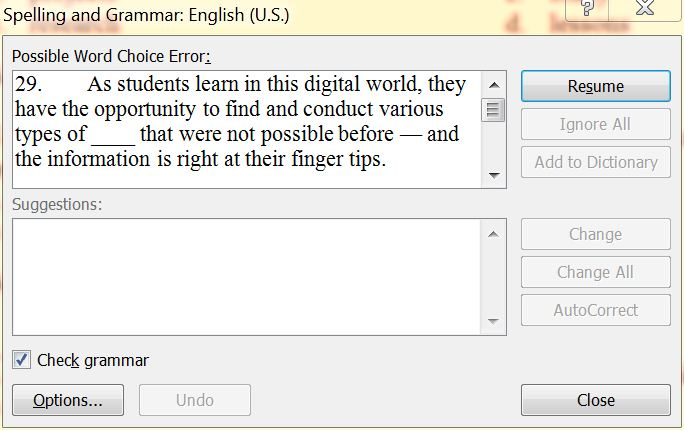 Spelling and Grammar: English (U.S.)
?
research
d. lessons
Possible Word Choice Error:
29. As students learn in this digital world, they
have the opportunity to find and conduct various
types of ____ that were not possible before — and
the information is right at their finger tips.
Resume
Ignore All
Add to Dictionary
Suggestions:
Change
Change All
AutoCorrect
Check grammar
Options...
Undo
Close